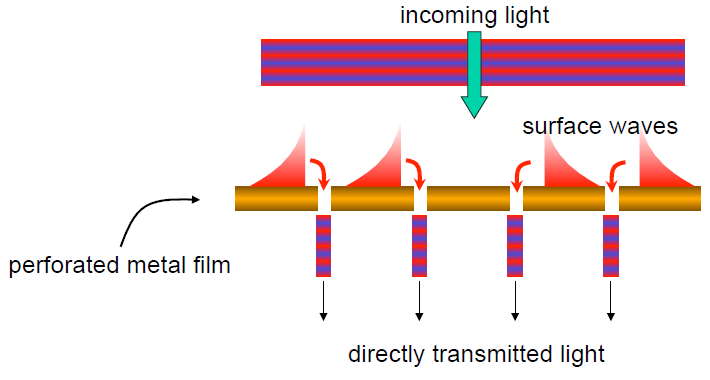 incoming light
surface waves
perforated metal film
directly transmitted light